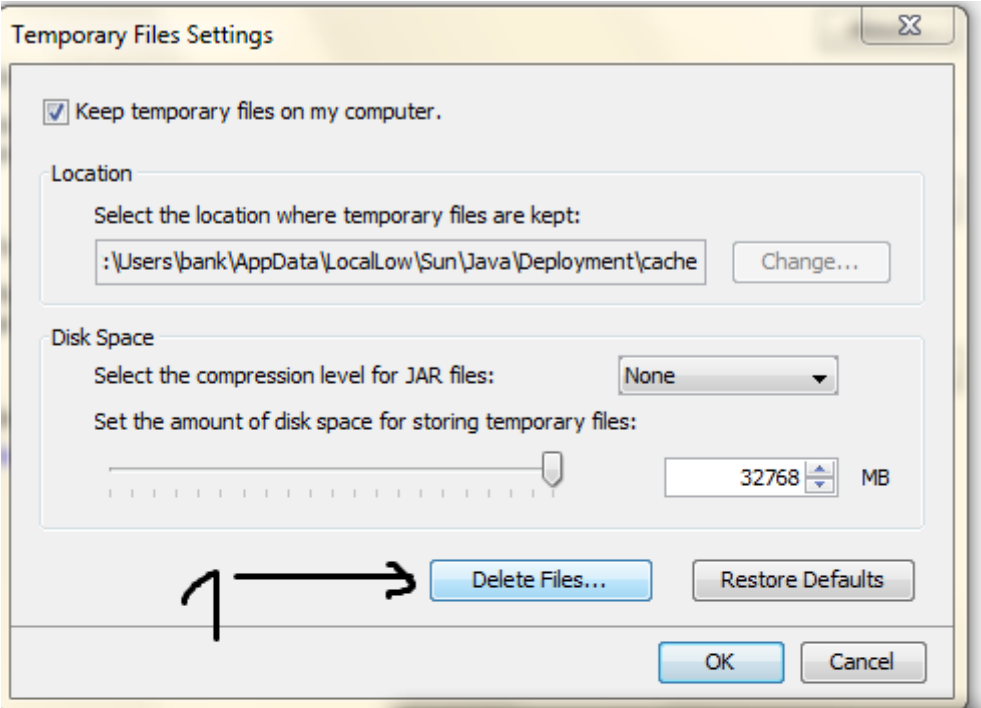 Temporary Files Settings
Keep temporary files on my computer.
Location
Select the location where temporary files are kept:
:\Users\bank\AppData\LocalLow\Sun\Java\Deployment\cache
Change...
Disk Space
Select the compression level for JAR files:
None
Set the amount of disk space for storing temporary files:
32768 MB
1
Delete Files...
Restore Defaults
OK
Cancel